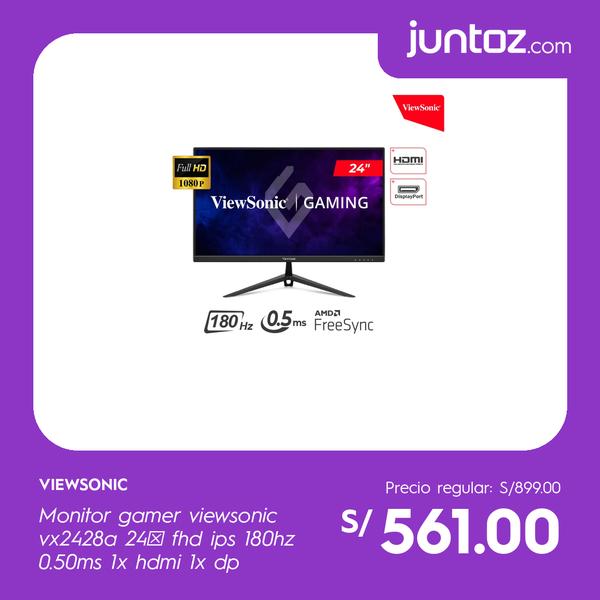 juntoz.com
ViewSonic
Full HD
1080P
24"
HDMI
DisplayPort
ViewSonic | GAMING
ViewSonic
180Hz
0.5ms
AMD
FreeSync
VIEWSONIC
Monitor gamer viewsonic
vx2428a 24☒ fhd ips 180hz
0.50ms 1x hdmi 1x dp
Precio regular: S/899.00
S/561.00